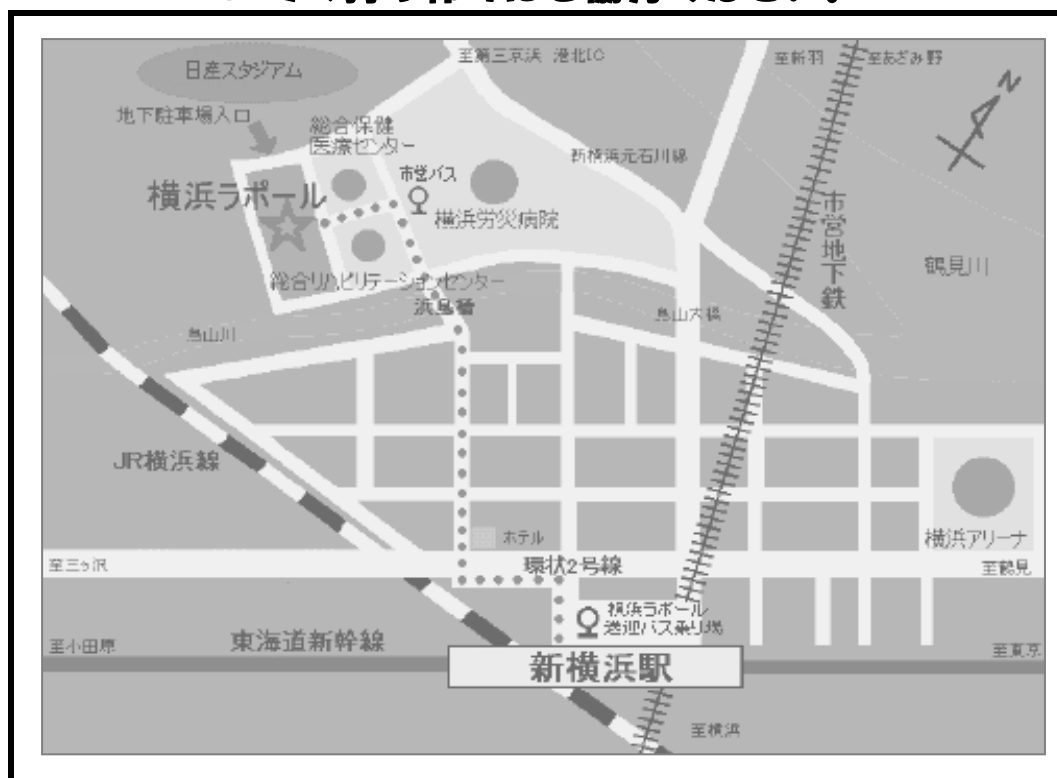 至第三京浜 港北IC
至新羽
至あざみ野
日産スタジアム
N
地下駐車場入口
総合保健
医療センター
新横浜元石川線
市営バス
横浜ラポール
横浜労災病院
市営地下鉄
鶴見川
総合リハビリテーションセンター
浜鳥橋
鳥山大橋
鳥山川
JR横浜線
ホテル
横浜アリーナ
至三ッ沢
環状2号線
至鶴見
横浜ラポール
送迎バス乗り場
至小田原
東海道新幹線
至東京
新横浜駅
至横浜